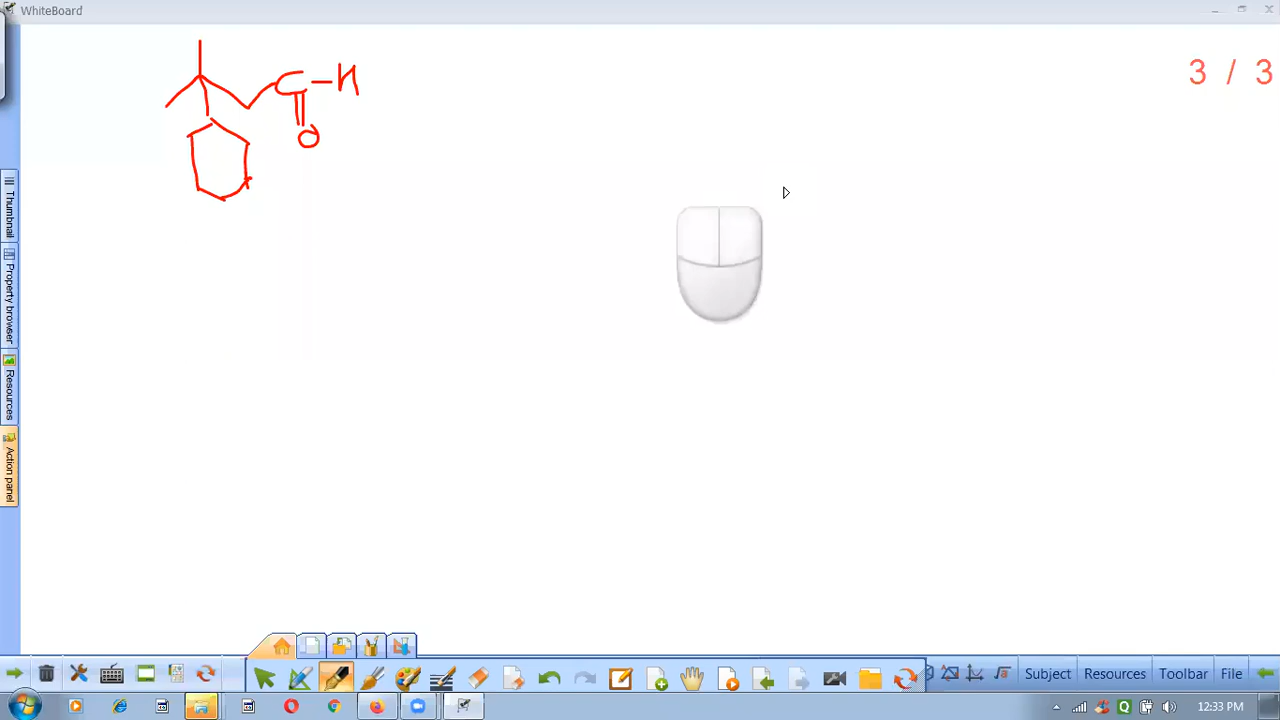 WhiteBoard
3 / 3
C – H
O
Thumbnail
Property browser
Resources
Action panel
Subject
Resources
Toolbar
File
12:33 PM